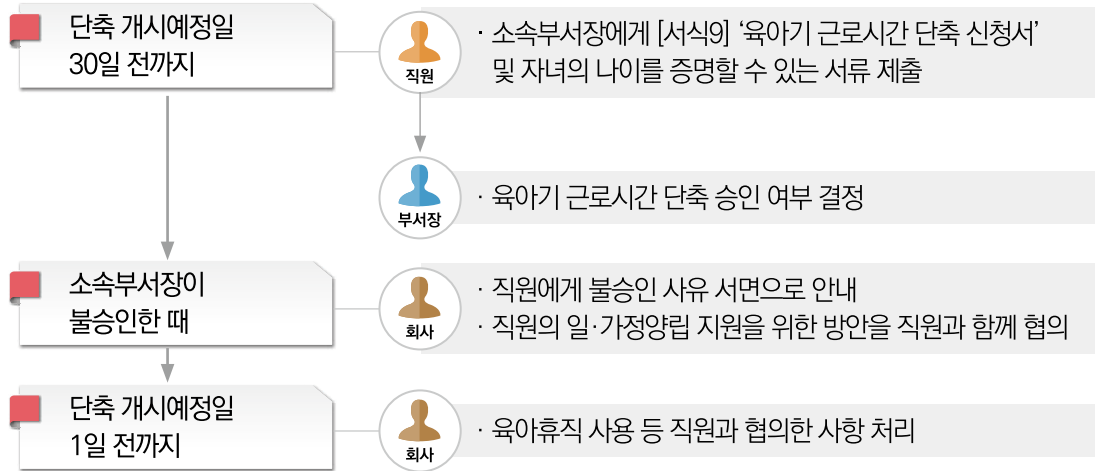 단축 개시예정일
30일 전까지
직원
· 소속부서장에게 [서식9] ‘육아기 근로시간 단축 신청서’
및 자녀의 나이를 증명할 수 있는 서류 제출
부서장
· 육아기 근로시간 단축 승인 여부 결정
소속부서장이
불승인한 때
회사
· 직원에게 불승인 사유 서면으로 안내
· 직원의 일·가정양립 지원을 위한 방안을 직원과 함께 협의
단축 개시예정일
1일 전까지
회사
· 육아휴직 사용 등 직원과 협의한 사항 처리